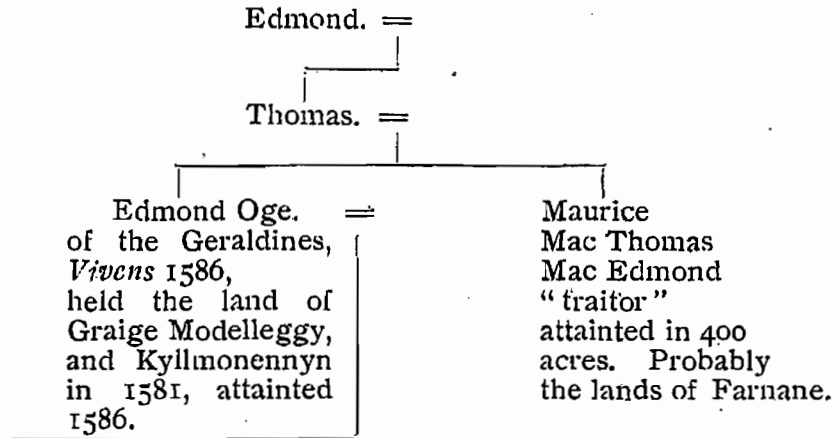 Edmond. =
Thomas. =
Edmond Oge. =
of the Geraldines,
Vivens 1586,
held the land of
Graige Modelleggy,
and Kyllmonennyn
in 1581, attainted
1586.
Maurice
Mac Thomas
Mac Edmond
“traitor”
attainted in 400
acres. Probably
the lands of Farnane.